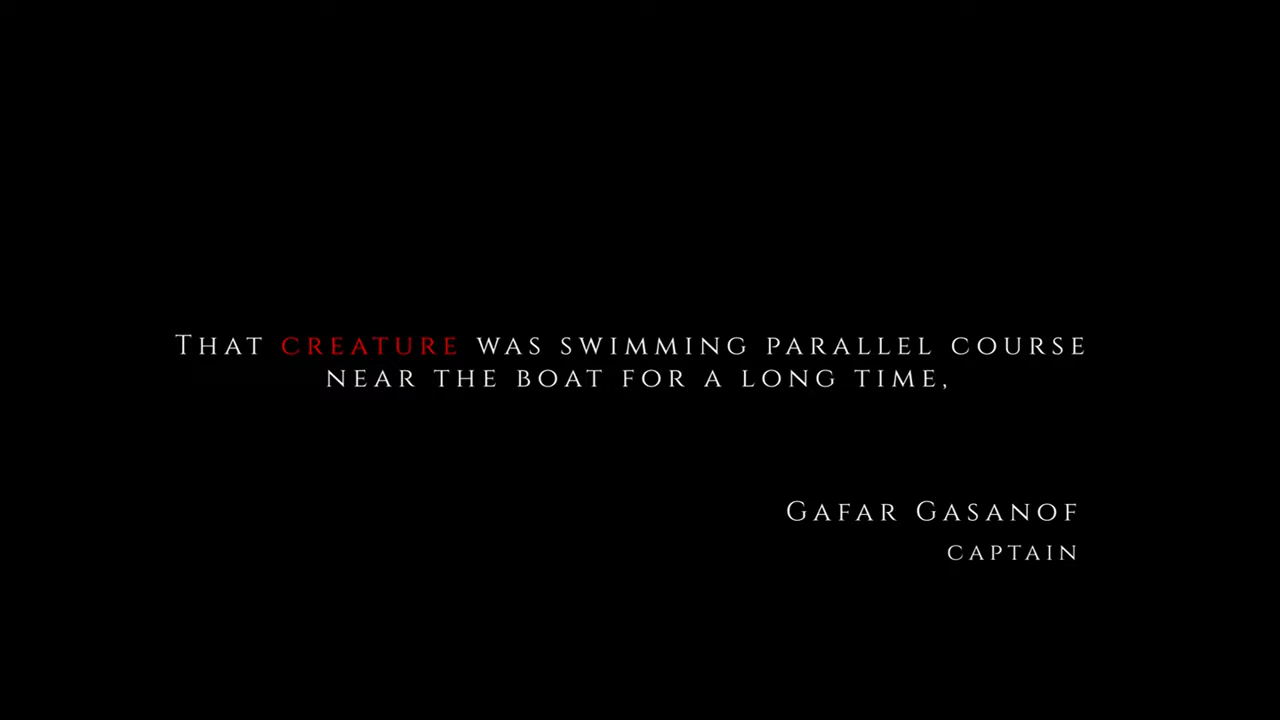 That creature was swimming parallel course
near the boat for a long time,
Gafar Gasanof
captain